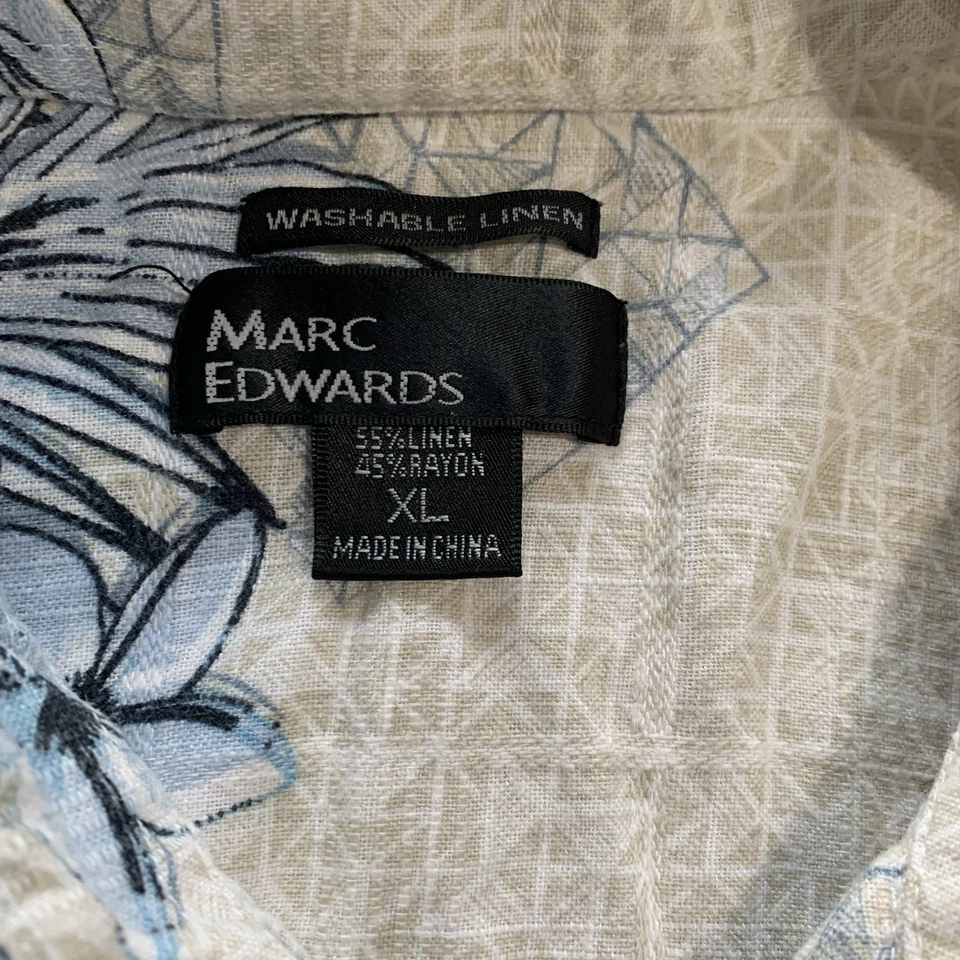 WASHABLE LINEN
MARC
EDWARDS
55%LINEN
45%RAYON
XL
MADE IN CHINA